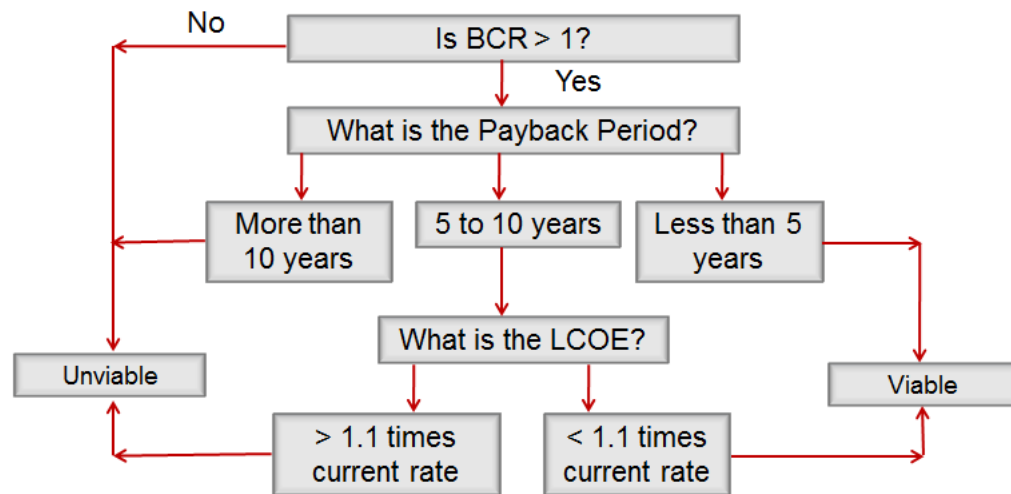 No
Is BCR > 1?
Yes
What is the Payback Period?
More than
10 years
5 to 10 years
Less than 5
years
What is the LCOE?
Unviable
Viable
> 1.1 times
current rate
< 1.1 times
current rate